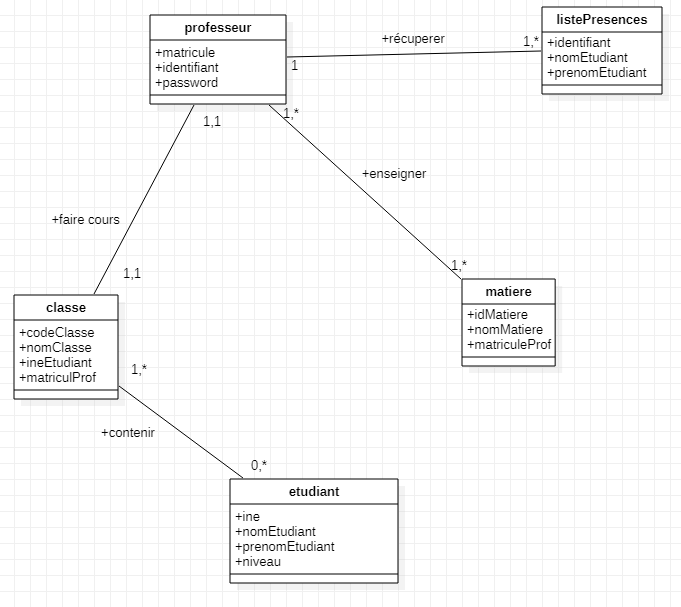 professeur
+matricule
+identifiant
+password
listePresences
+identifiant
+nomEtudiant
+prenomEtudiant
+récuperer
1
1,*
1,1
+faire cours
1,1
1,*
+enseigner
1,*
classe
+codeClasse
+nomClasse
+ineEtudiant
+matriculProf
matiere
+idMatiere
+nomMatiere
+matriculeProf
1,*
+contenir
0,*
etudiant
+ine
+nomEtudiant
+prenomEtudiant
+niveau